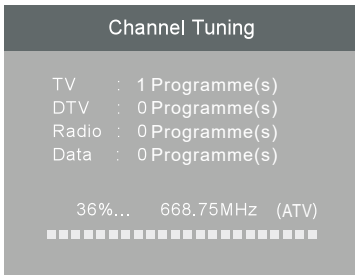 Channel Tuning
TV : 1 Programme(s)
DTV : 0 Programme(s)
Radio : 0 Programme(s)
Data : 0 Programme(s)
36%... 668.75MHz (ATV)